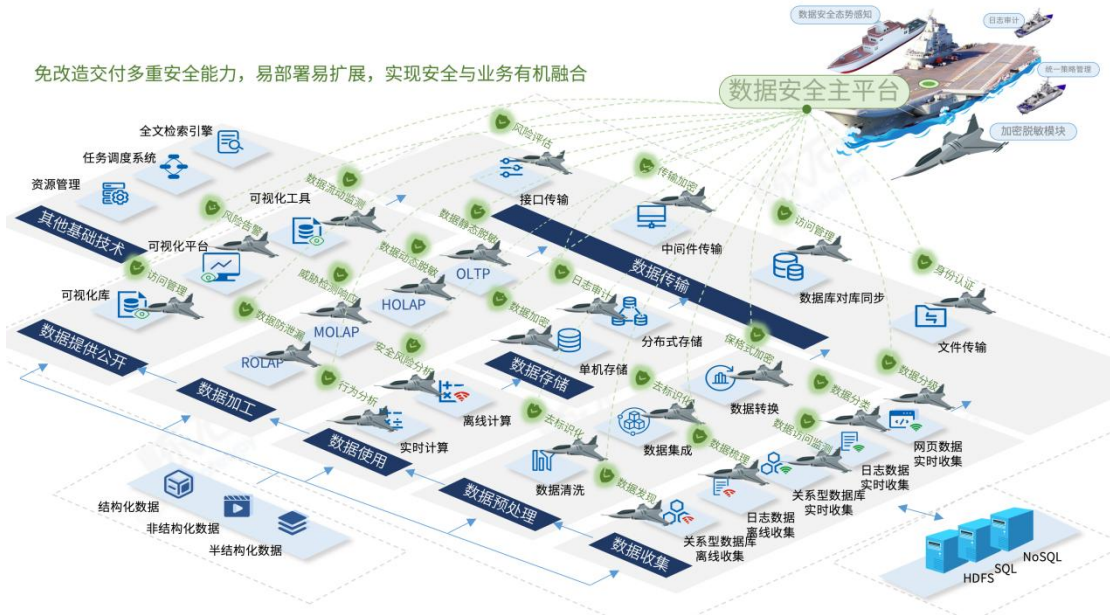 数据安全态势感知
日志审计
免改造交付多重安全能力，易部署易扩展，实现安全与业务有机融合
统一策略管理
数据安全主平台
加密脱敏模块
全文检索引擎
任务调度系统
资源管理
其他基础技术
风险评估
接口传输
传输加密
中间件传输
访问管理
数据库对库同步
身份认证
文件传输
数据传输
数据流动监测
可视化工具
风险告警
可视化平台
访问管理
可视化库
数据提供公开
数据静态脱敏
OLTP
数据动态脱敏
HOLAP
威胁检测响应
MOLAP
数据防泄漏
ROLAP
数据加工
日志审计
分布式存储
数据加密
单机存储
数据存储
安全风险分析
离线计算
行为分析
实时计算
数据使用
保格式加密
数据转换
去标识化
数据集成
去标识化
数据清洗
数据预处理
数据分级
网页数据
实时收集
数据分类
日志数据
实时收集
数据访问监测
关系型数据库
实时收集
数据梳理
日志数据
离线收集
数据发现
关系型数据库
离线收集
数据收集
结构化数据
非结构化数据
半结构化数据
NoSQL
SQL
HDFS